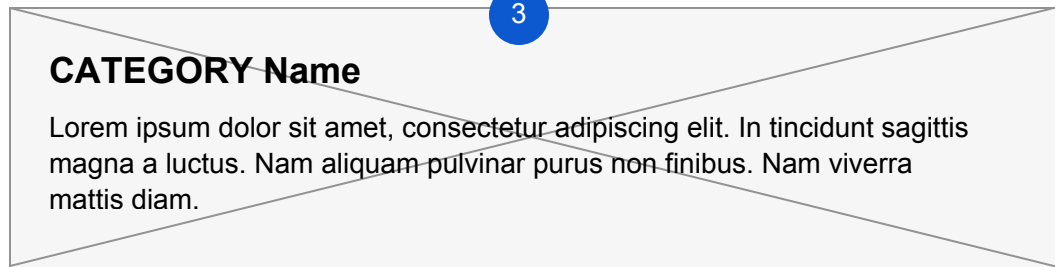 3
CATEGORY Name
Lorem ipsum dolor sit amet, consectetur adipiscing elit. In tincidunt sagittis
magna a luctus. Nam aliquam pulvinar purus non finibus. Nam viverra
mattis diam.